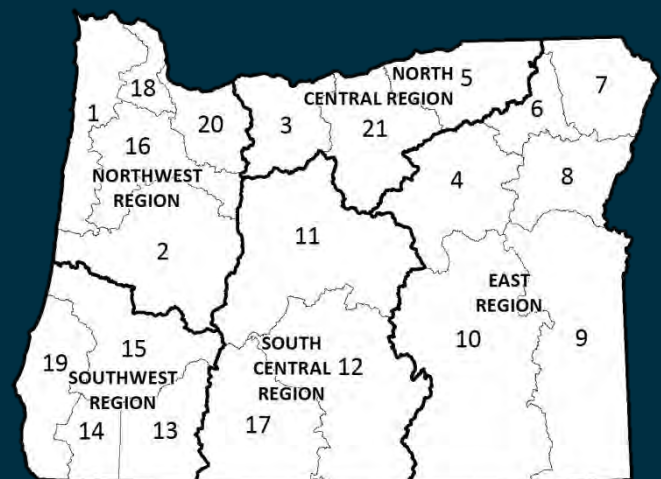 NORTH 5
CENTRAL REGION
7
18
1
6
20
3
21
16
NORTHWEST
REGION
4
8
11
2
EAST
REGION
SOUTH
15
10
9
19
CENTRAL 12
SOUTHWEST
REGION
REGION
14
13
17